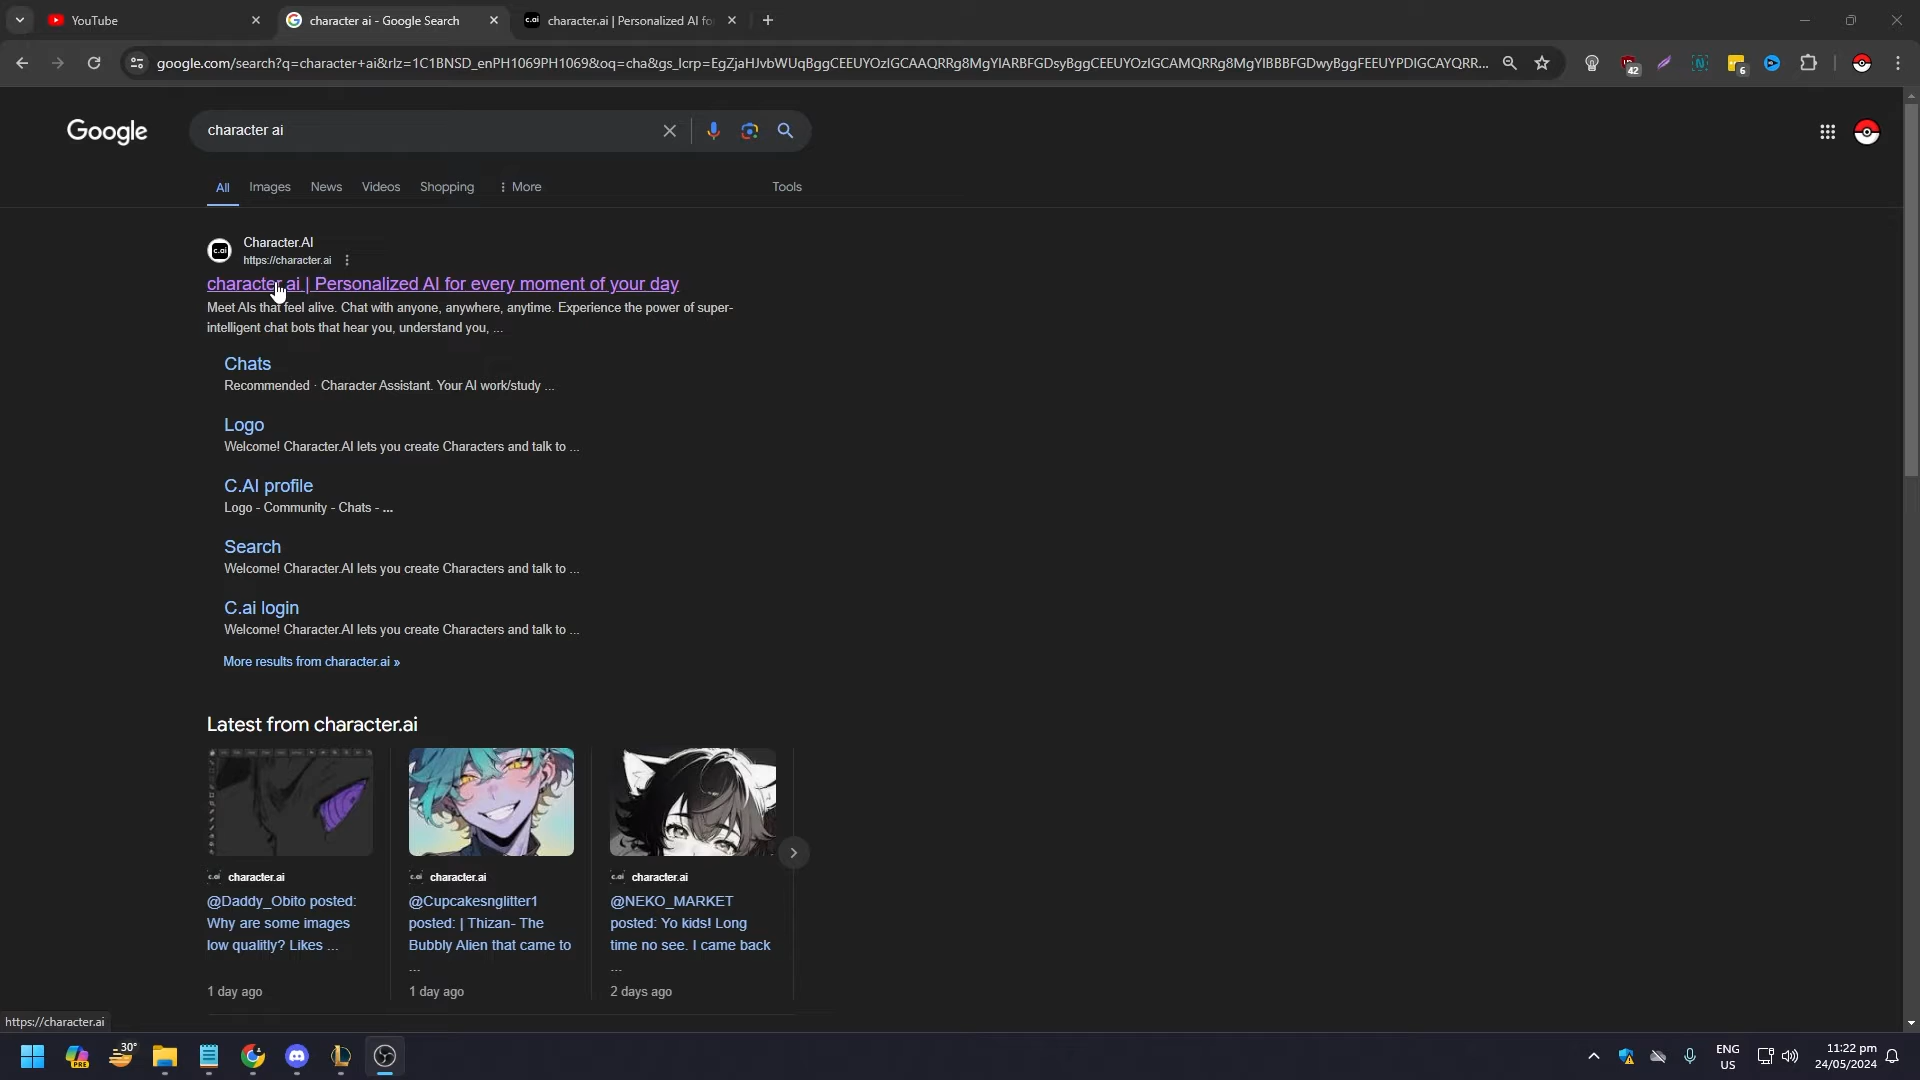 YouTube
character ai - Google Search
c.ai
character.ai | Personalized AI fo
google.com/search?q=character+ai&rlz=1C1BNSD_enPH1069PH1069&oq=cha&gs_lcrp=EgZjaHJvbWUqBggCEEUYOzIGCAAQRRg8MgYIARBFGDsyBggCEEUYOzIGCAMQRRg8MgYIBBBFGDwyBggFEEUYPDIGCAYQRR...
42
6
Google
character ai
All
Images
News
Videos
Shopping
More
Tools
c.ai
Character.AI
https://character.ai
character.ai | Personalized AI for every moment of your day
Meet AIs that feel alive. Chat with anyone, anywhere, anytime. Experience the power of super-
intelligent chat bots that hear you, understand you, ...
Chats
Recommended · Character Assistant. Your AI work/study ...
Logo
Welcome! Character.AI lets you create Characters and talk to ...
C.AI profile
Logo - Community - Chats - ...
Search
Welcome! Character.AI lets you create Characters and talk to ...
C.ai login
Welcome! Character.AI lets you create Characters and talk to ...
More results from character.ai »
Latest from character.ai
c.ai character.ai
@Daddy_Obito posted:
Why are some images
low qualitly? Likes ...
1 day ago
c.ai character.ai
@Cupcakesnglitter1
posted: | Thizan- The
Bubbly Alien that came to
...
1 day ago
c.ai character.ai
@NEKO_MARKET
posted: Yo kids! Long
time no see. I came back
...
2 days ago
https://character.ai
PRE
30°
ENG
US
11:22 pm
24/05/2024